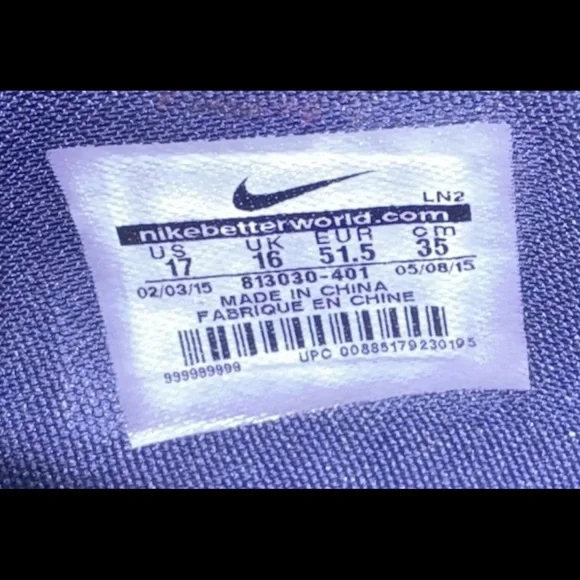 LN2
nikebetterworld.com
US UK EUR cm
17 16 51.5 35
02/03/15 813030-401 05/08/15
MADE IN CHINA
FABRIQUE EN CHINE
UPC 00885179230195
999999999